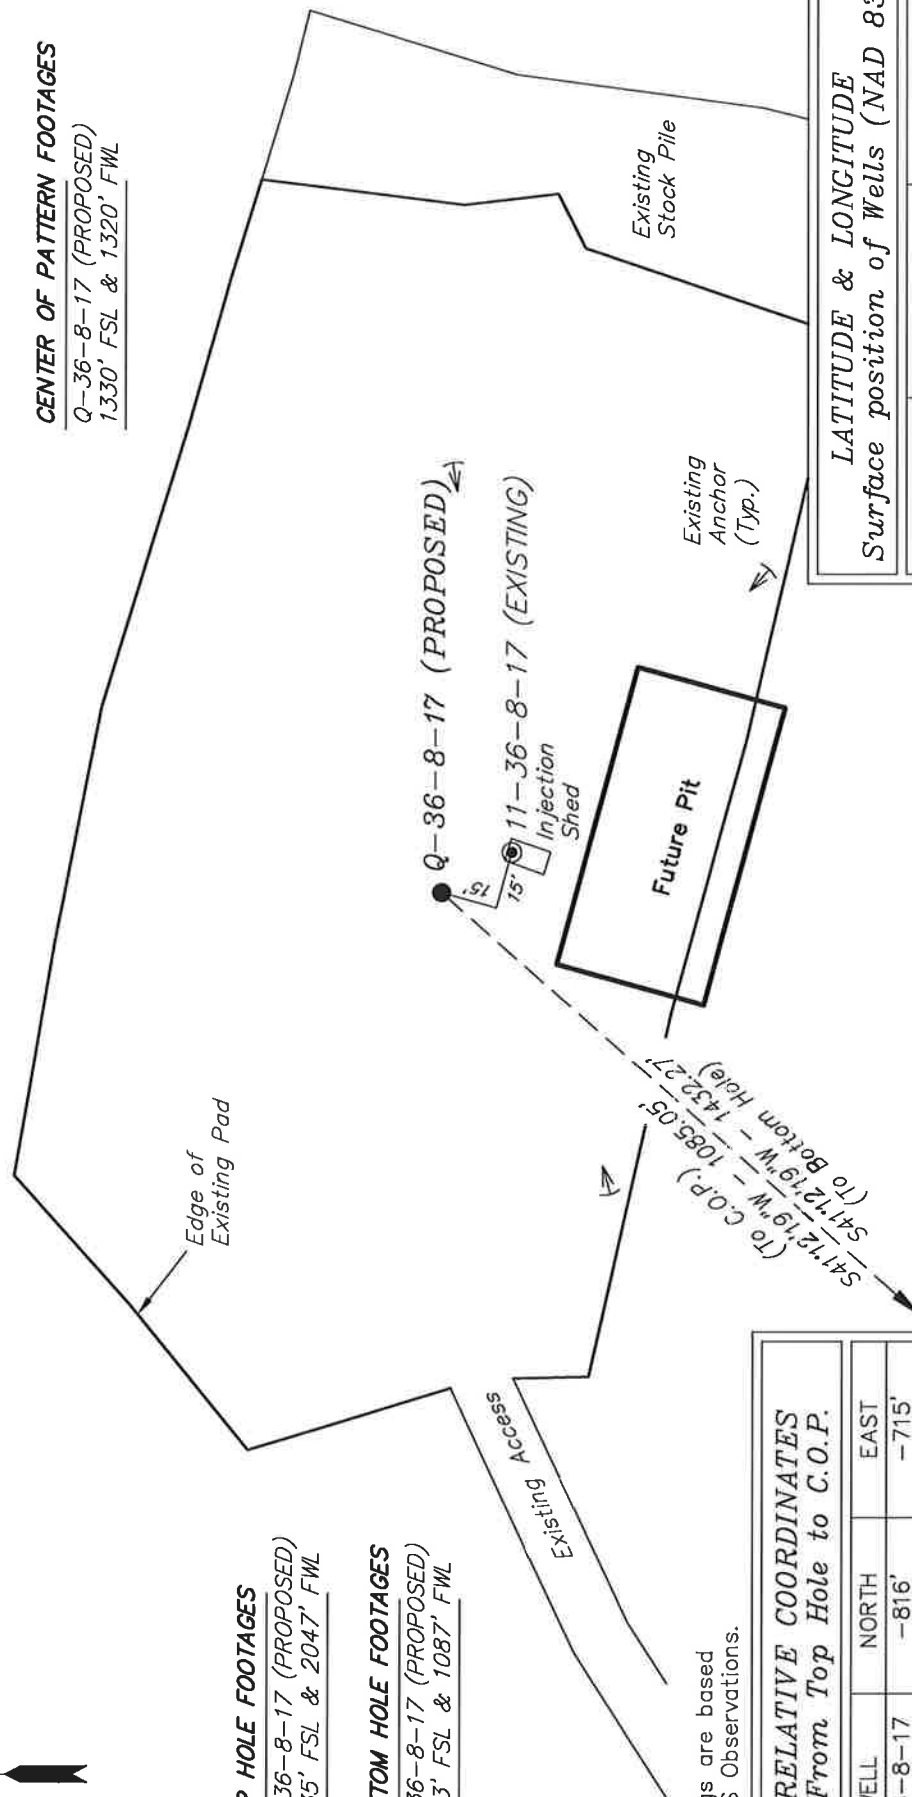 CENTER OF PATTERN FOOTAGES
Q-36-8-17 (PROPOSED)
1330' FSL & 1320' FWL
HOLE FOOTAGES
36-8-17 (PROPOSED)
5' FSL & 2047' FWL
HOLE FOOTAGES
36-8-17 (PROPOSED)
3' FSL & 1087' FWL
Edge of
Existing Pad
Existing
Stock Pile
Q-36-8-17 (PROPOSED)
15'
15'
11-36-8-17 (EXISTING)
Injection
Shed
Existing
Anchor
(Typ.)
Future Pit
Existing Access
(To C.O.P.)
S41°12'19"W - 1085.05'
S41°12'19"W - 1432.27'
(To Bottom Hole)
are based
Observations.
RELATIVE COORDINATES
From Top Hole to C.O.P.
NORTH EAST
-8-17 -816' -715'
LATITUDE & LONGITUDE
Surface position of Wells (NAD 83